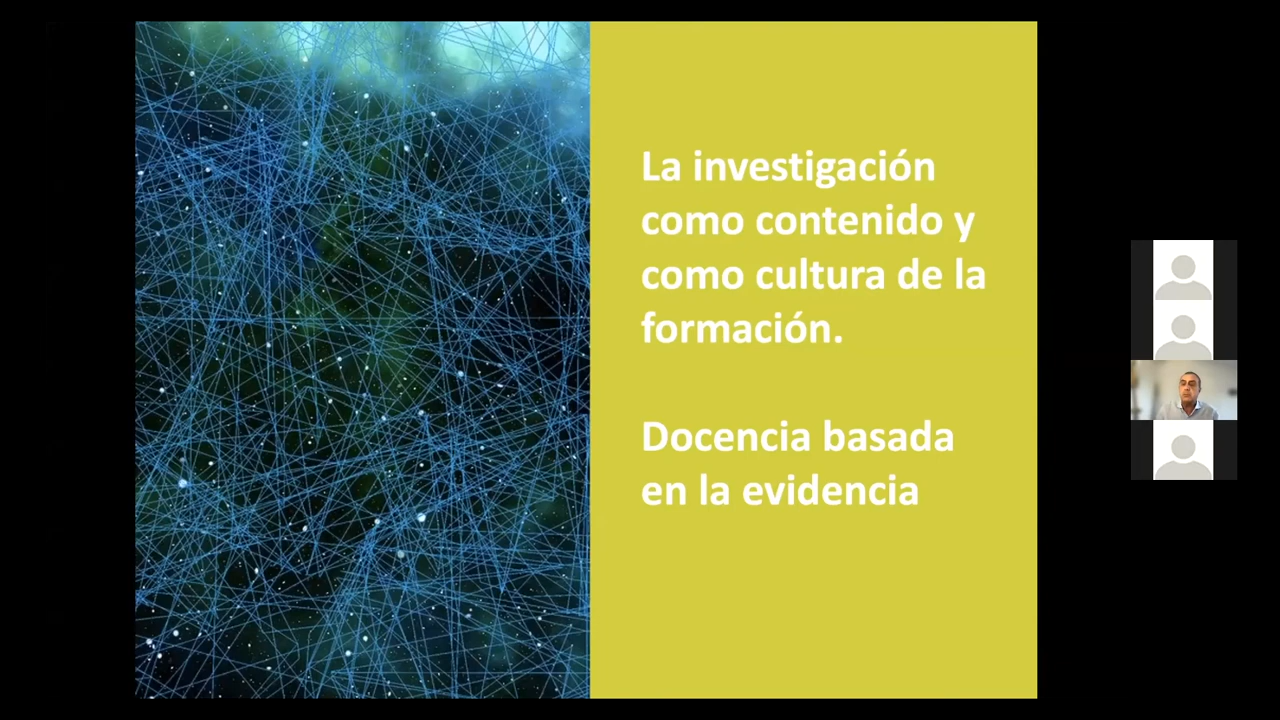 La investigación
como contenido y
como cultura de la
formación.
Docencia basada
en la evidencia